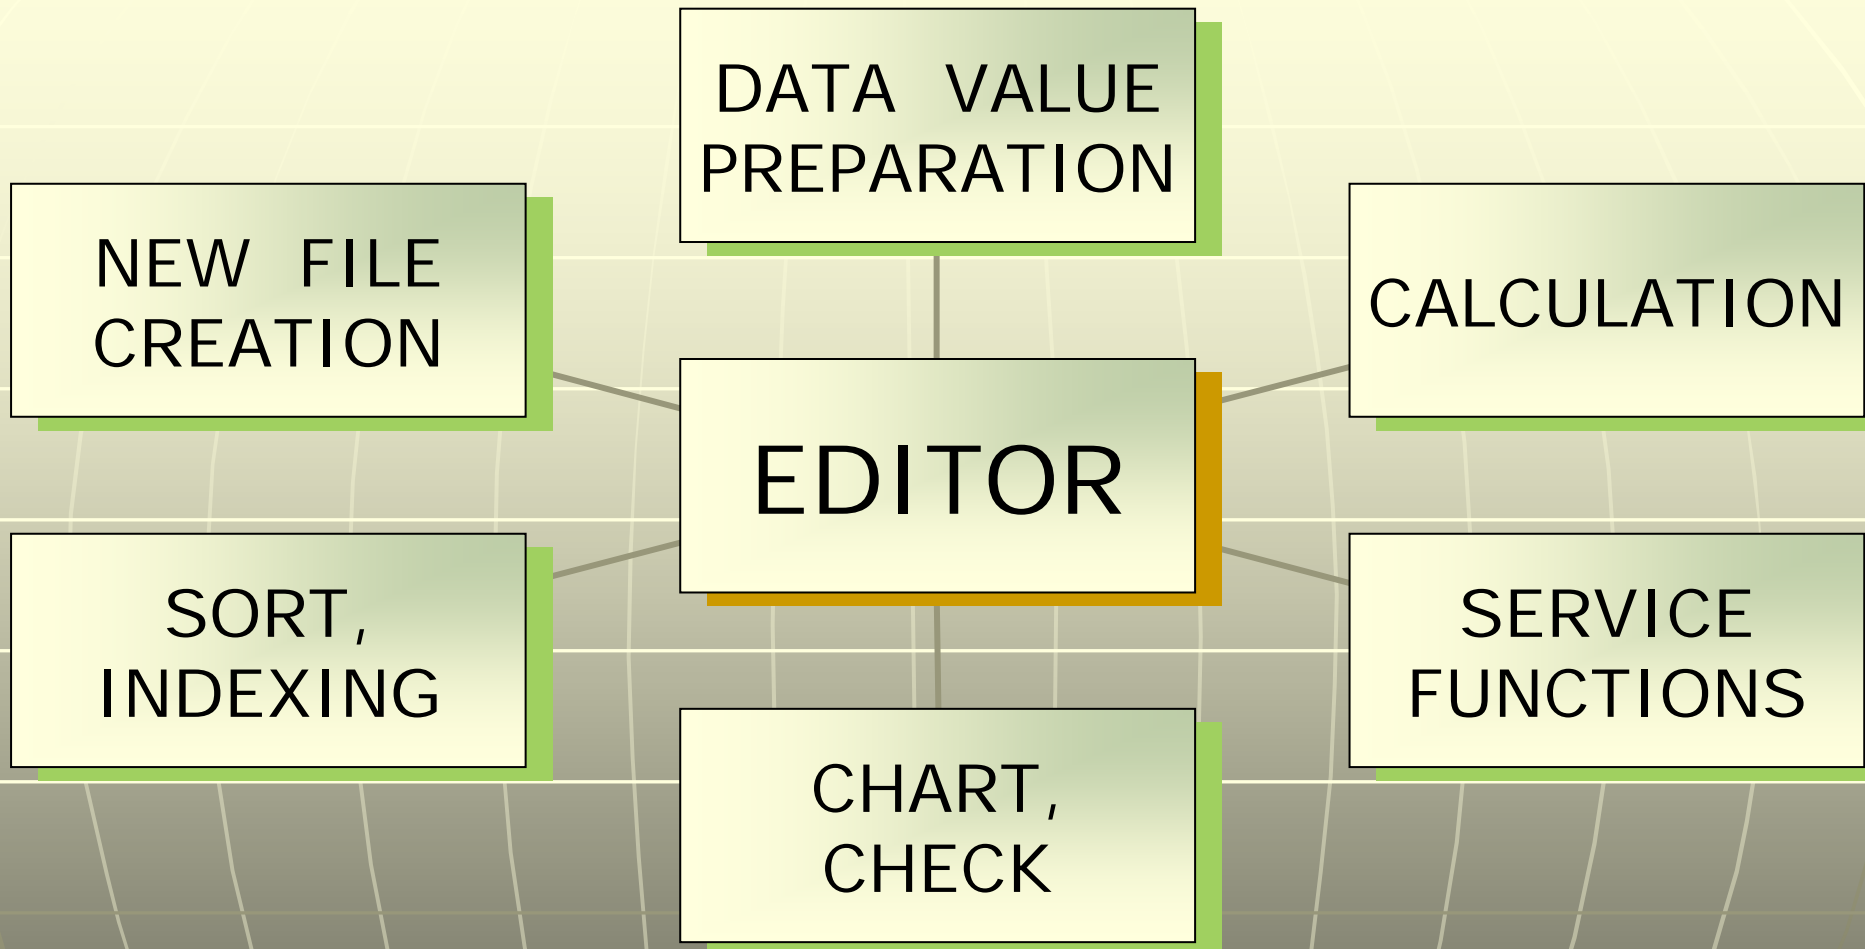 DATA VALUE
PREPARATION
NEW FILE
CREATION
CALCULATION
EDITOR
SORT,
INDEXING
SERVICE
FUNCTIONS
CHART,
CHECK